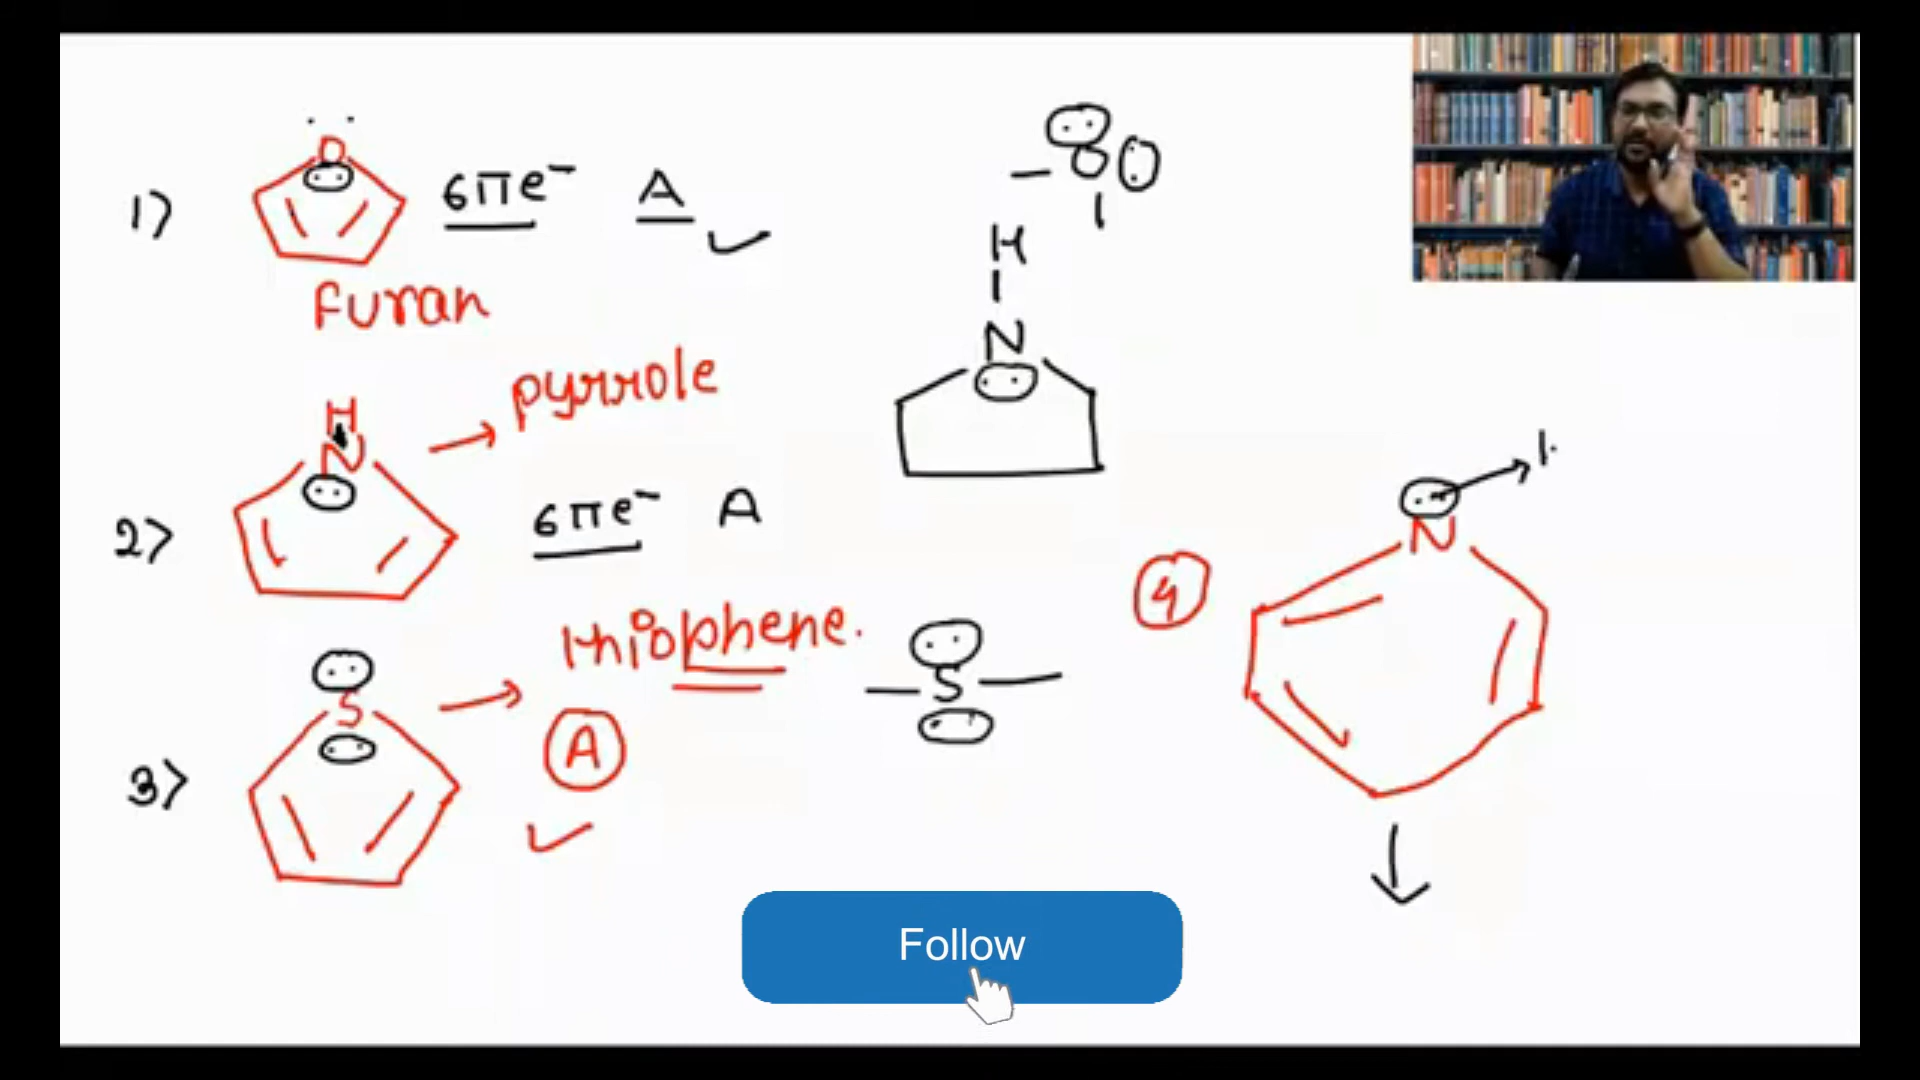 1) O 6πe⁻ A
Furan
O
H
N
H
N
→ pyrrole
2) 6πe⁻ A
S
→ thiophene.
3) A
S
4
N
Follow